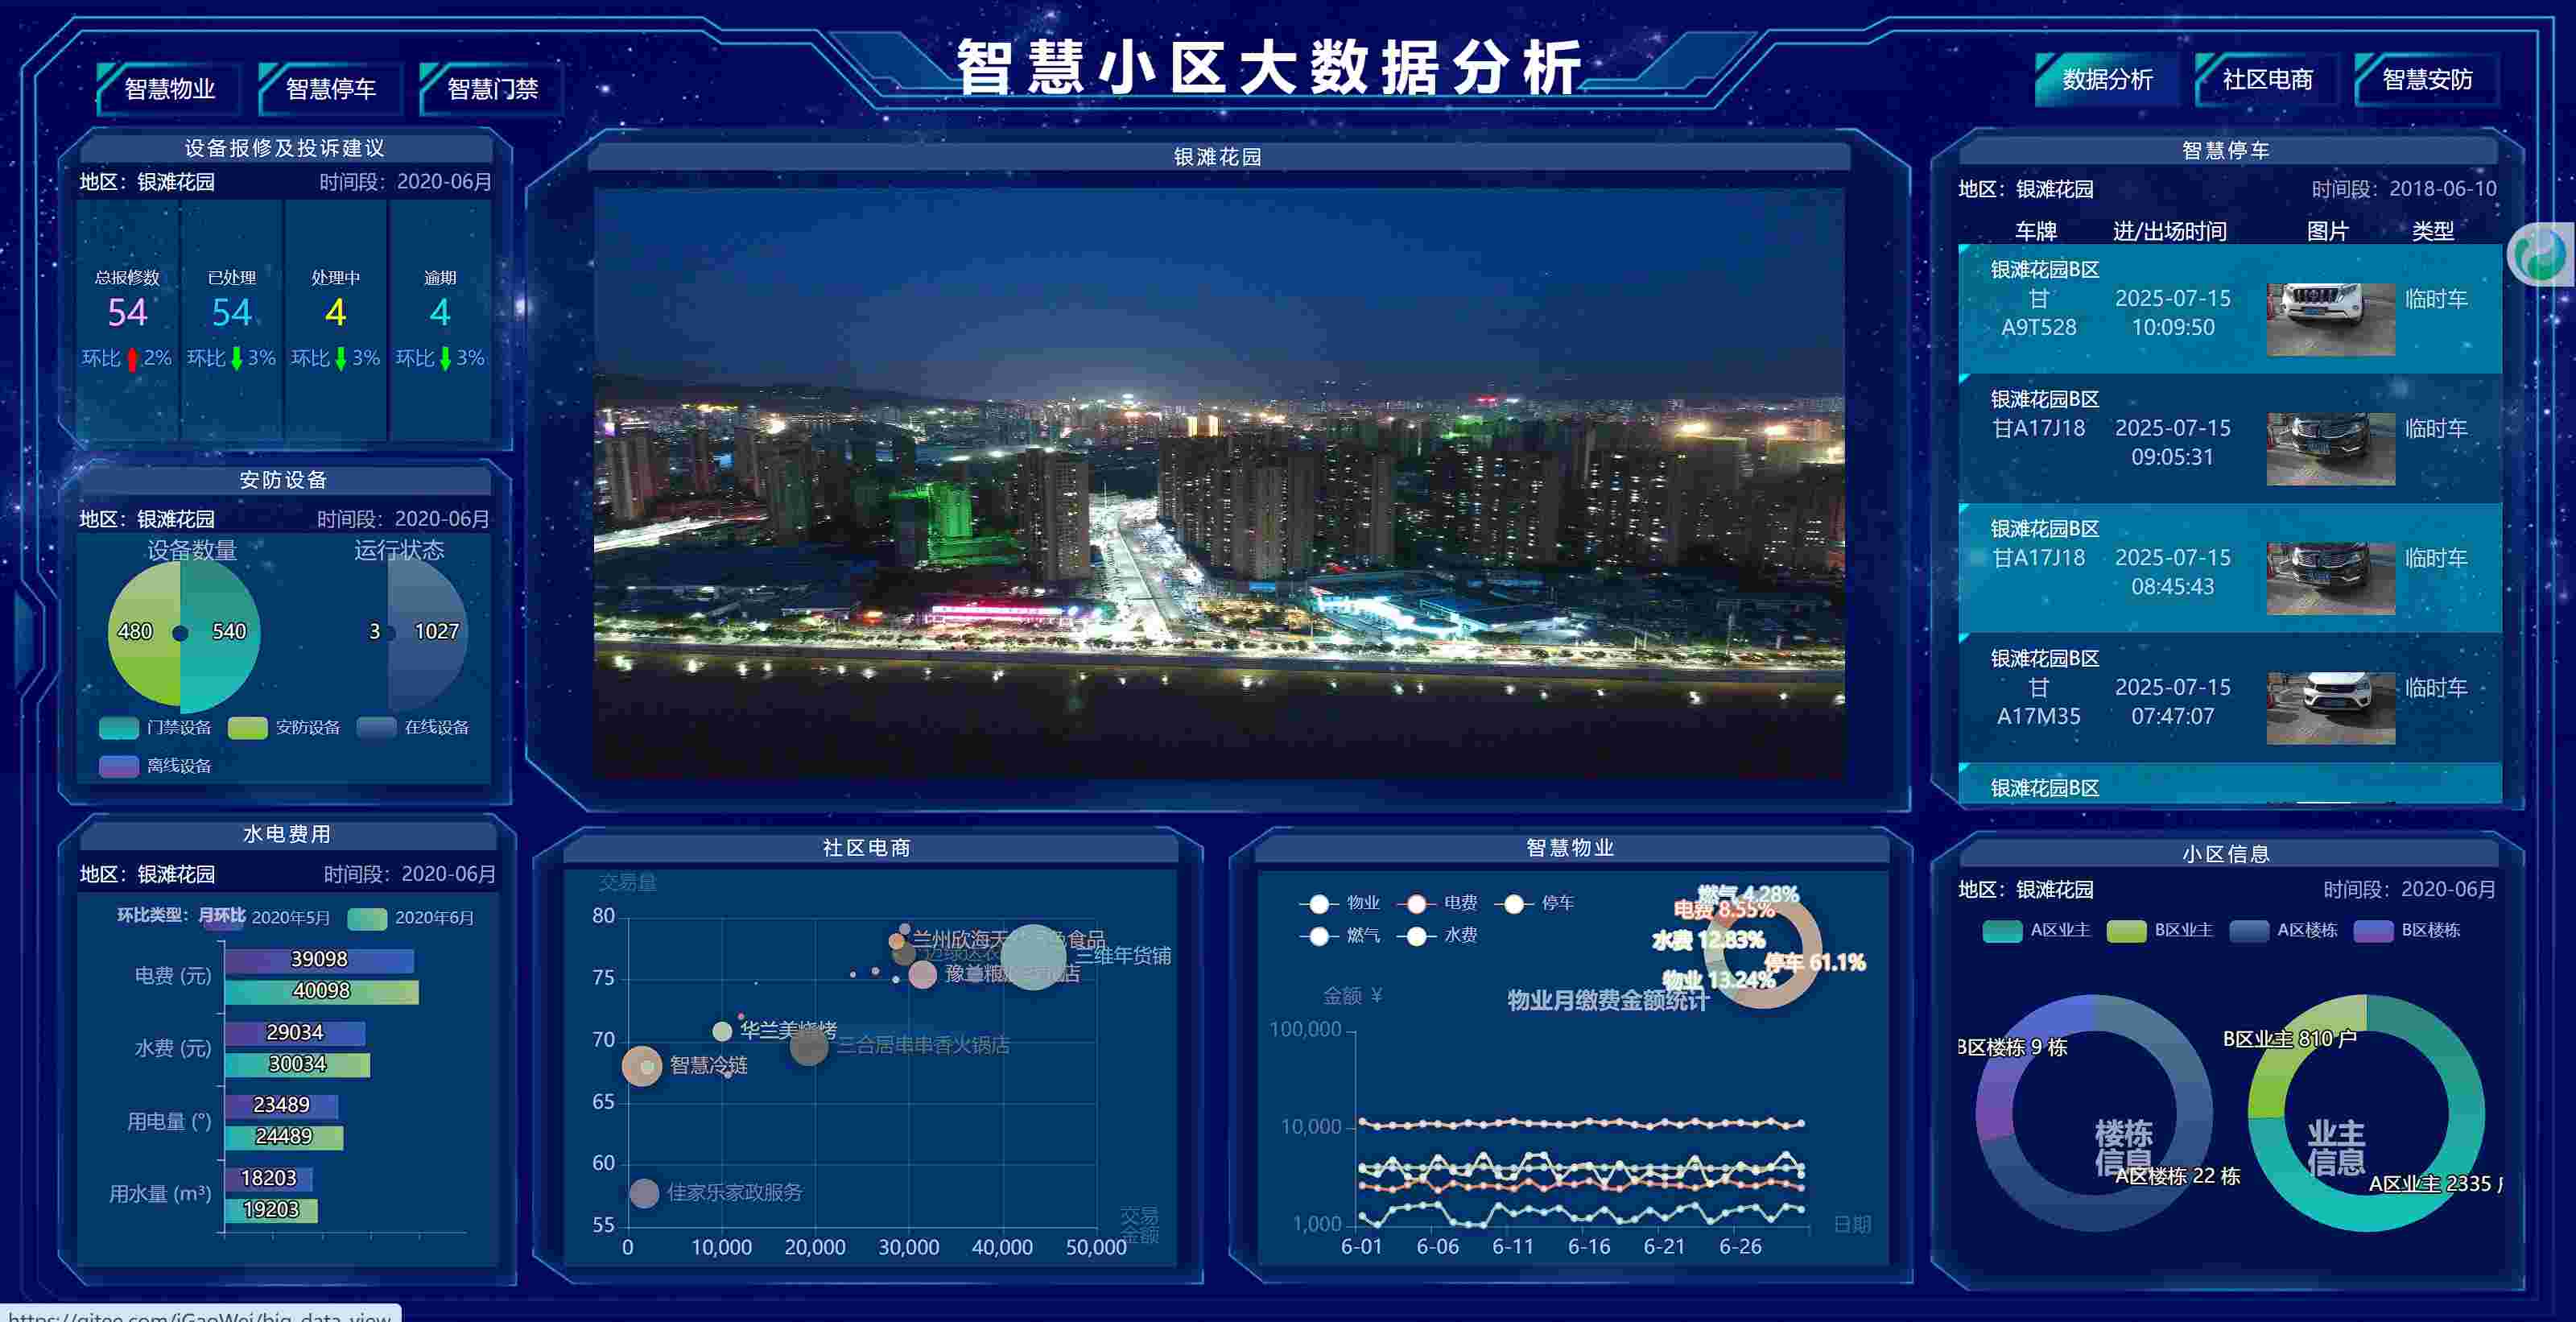 智慧小区大数据分析
智慧物业
智慧停车
智慧门禁
数据分析
社区电商
智慧安防
设备报修及投诉建议
地区：银滩花园 时间段：2020-06月
总报修数 已处理 处理中 逾期
54 54 4 4
环比 2% 环比 3% 环比 3% 环比 3%
安防设备
地区：银滩花园 时间段：2020-06月
设备数量 运行状态
480 540 3 1027
门禁设备 安防设备 在线设备
离线设备
水电费用
地区：银滩花园 时间段：2020-06月
环比类型：月环比 2020年5月 2020年6月
电费 (元)
39098
40098
水费 (元)
29034
30034
用电量 (°)
23489
24489
用水量 (m³)
18203
19203
银滩花园
社区电商
交易量
80
75
70
65
60
55
兰州欣海天 食品
三维年货铺
豫兰粮 店
华兰美烧烤
三合居串串香火锅店
智慧冷链
佳家乐家政服务
0 10,000 20,000 30,000 40,000 50,000
交易
金额
智慧物业
物业 电费 停车
燃气 水费
燃气 4.28%
电费 8.55%
水费 12.83%
停车 61.1%
物业 13.24%
物业月缴费金额统计
金额 ¥
100,000
10,000
1,000
6-01 6-06 6-11 6-16 6-21 6-26
日期
智慧停车
地区：银滩花园 时间段：2018-06-10
车牌 进/出场时间 图片 类型
银滩花园B区
甘 2025-07-15 临时车
A9T528 10:09:50
银滩花园B区
甘A17J18 2025-07-15 临时车
09:05:31
银滩花园B区
甘A17J18 2025-07-15 临时车
08:45:43
银滩花园B区
甘 2025-07-15 临时车
A17M35 07:47:07
银滩花园B区
小区信息
地区：银滩花园 时间段：2020-06月
A区业主 B区业主 A区楼栋 B区楼栋
B区楼栋 9 栋
楼栋
信息
A区楼栋 22 栋
B区业主 810 户
业主
信息
A区业主 2335
https://gitee.com/iGaoWei/big_data_view